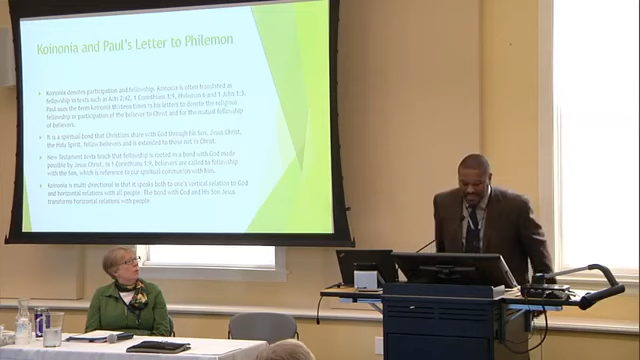 Koinonia and Paul's Letter to Philemon
Koinonia denotes participation and fellowship. Koinonia is often translated as
fellowship in texts such as Acts 2:42, 1 Corinthians 1:9, Philemon 6 and 1 John 1:3.
Paul uses the term koinonia thirteen times in his letters to denote the religious
fellowship or participation of the believer in Christ and for the mutual fellowship
of believers.
It is a spiritual bond that Christians share with God through his Son, Jesus Christ,
the Holy Spirit, fellow believers and is extended to those not in Christ.
New Testament texts teach that fellowship is rooted in a bond with God made
possible by Jesus Christ. In 1 Corinthians 1:9, Believers are called to fellowship
with the Son, which is reference to our spiritual communion with him.
Koinonia is multi-directional in that it speaks both to one's vertical relation to God
and horizontal relations with all people. The bond with God and His Son Jesus
transforms horizontal relations with people.